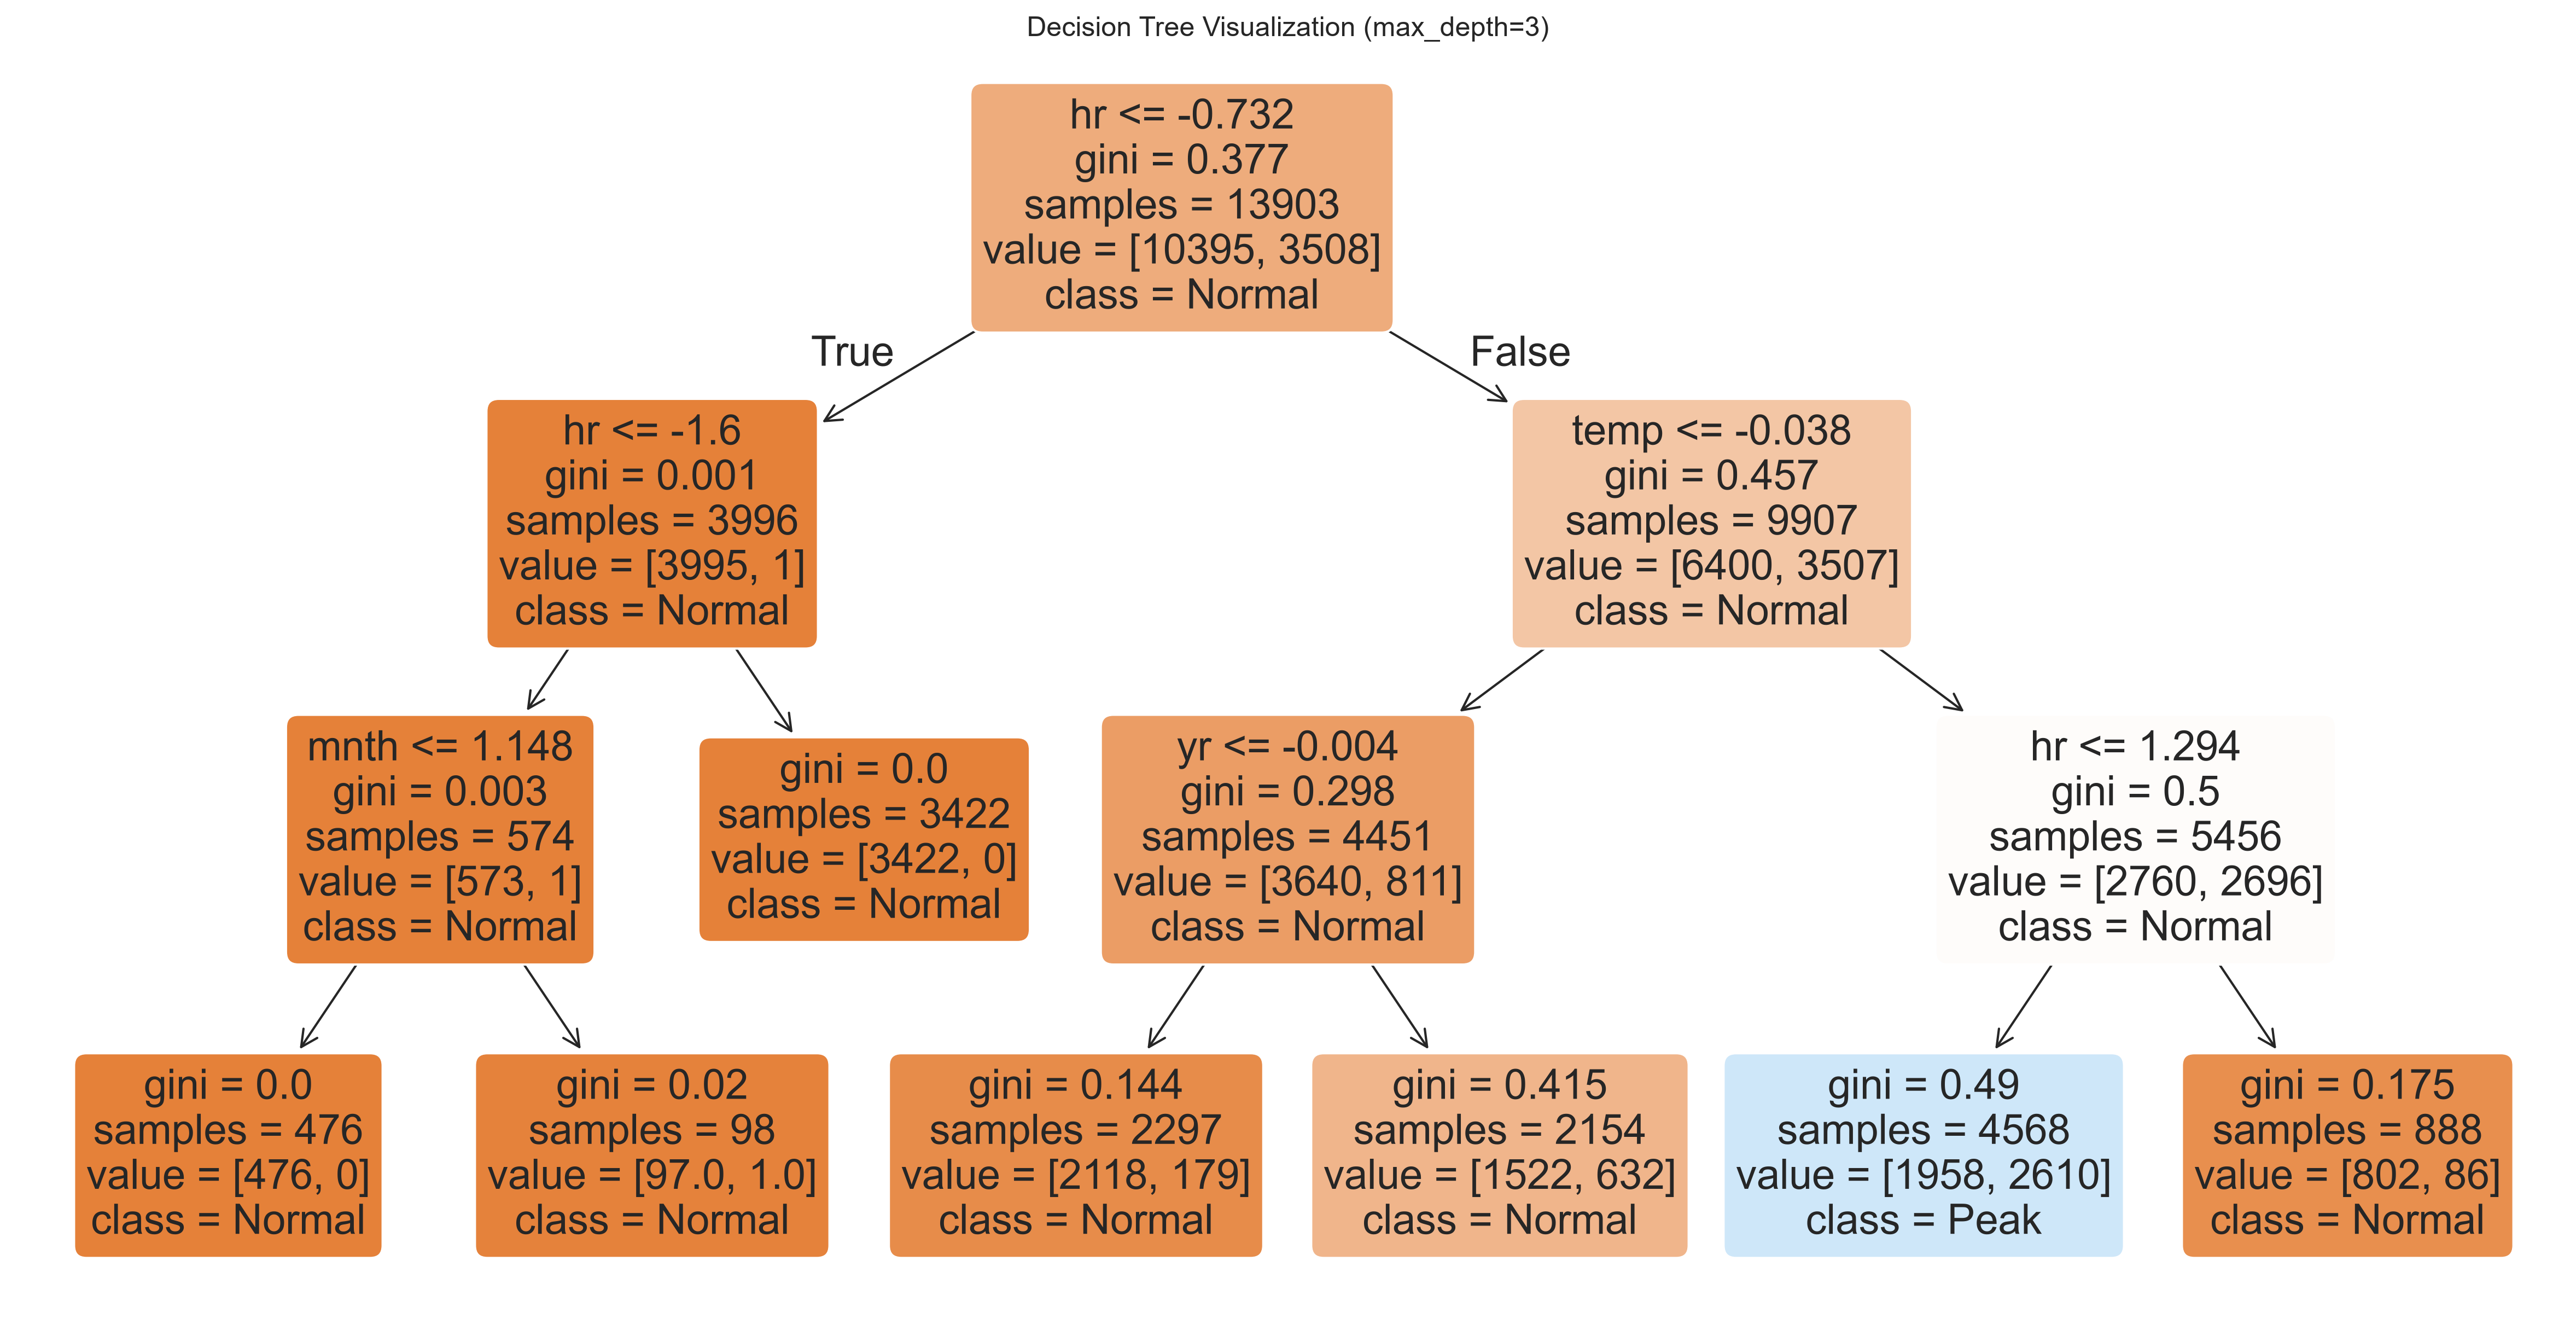 Decision Tree Visualization (max_depth=3)
hr <= -0.732
gini = 0.377
samples = 13903
value = [10395, 3508]
class = Normal
True
False
hr <= -1.6
gini = 0.001
samples = 3996
value = [3995, 1]
class = Normal
temp <= -0.038
gini = 0.457
samples = 9907
value = [6400, 3507]
class = Normal
mnth <= 1.148
gini = 0.003
samples = 574
value = [573, 1]
class = Normal
gini = 0.0
samples = 3422
value = [3422, 0]
class = Normal
yr <= -0.004
gini = 0.298
samples = 4451
value = [3640, 811]
class = Normal
hr <= 1.294
gini = 0.5
samples = 5456
value = [2760, 2696]
class = Normal
gini = 0.0
samples = 476
value = [476, 0]
class = Normal
gini = 0.02
samples = 98
value = [97.0, 1.0]
class = Normal
gini = 0.144
samples = 2297
value = [2118, 179]
class = Normal
gini = 0.415
samples = 2154
value = [1522, 632]
class = Normal
gini = 0.49
samples = 4568
value = [1958, 2610]
class = Peak
gini = 0.175
samples = 888
value = [802, 86]
class = Normal